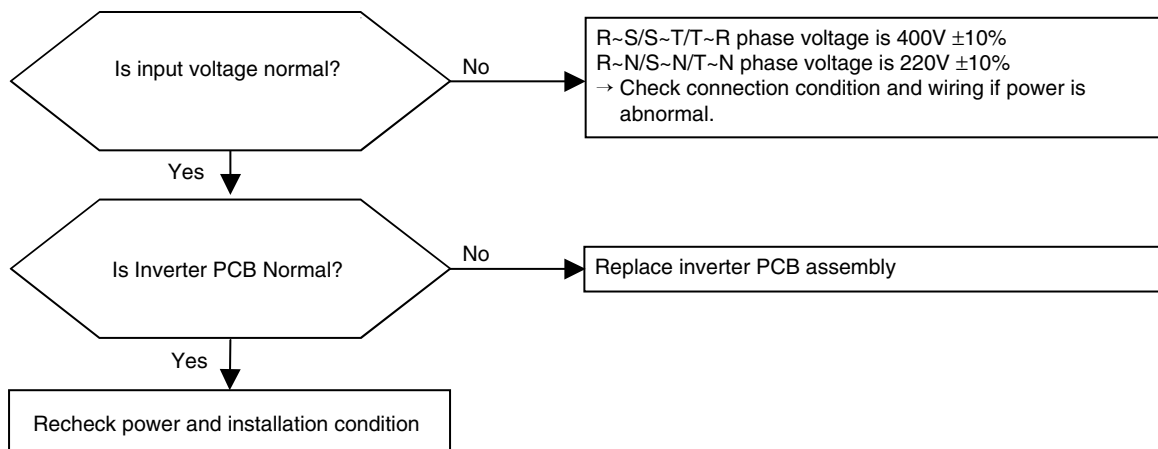 Is input voltage normal?
No
R~S/S~T/T~R phase voltage is 400V ±10%
R~N/S~N/T~N phase voltage is 220V ±10%
→ Check connection condition and wiring if power is
abnormal.
Yes
Is Inverter PCB Normal?
No
Replace inverter PCB assembly
Yes
Recheck power and installation condition